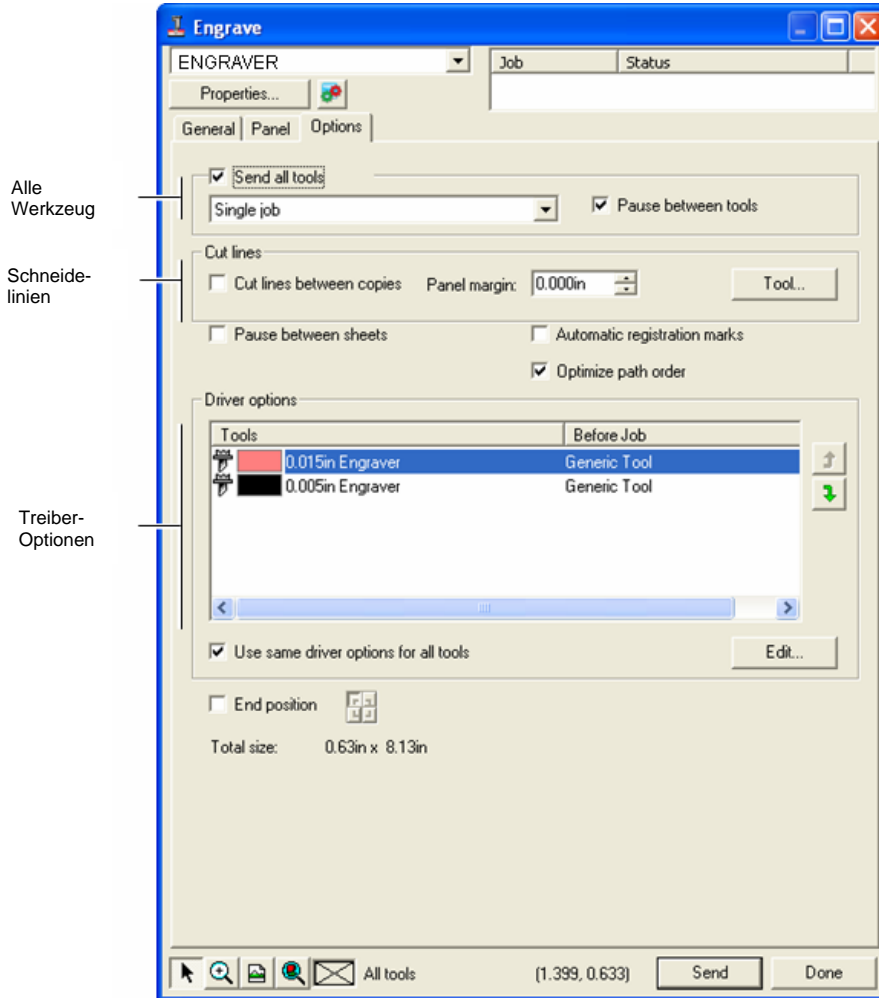 Engrave
ENGRAVER
Job Status
Properties...
General Panel Options
Alle
Werkzeug
Send all tools
Single job
Pause between tools
Schneide-
linien
Cut lines
Cut lines between copies Panel margin: 0.000in Tool...
Pause between sheets Automatic registration marks
Optimize path order
Treiber-
Optionen
Driver options
Tools Before Job
0.015in Engraver Generic Tool
0.005in Engraver Generic Tool
Use same driver options for all tools Edit...
End position
Total size: 0.63in x 8.13in
All tools (1.399, 0.633) Send Done